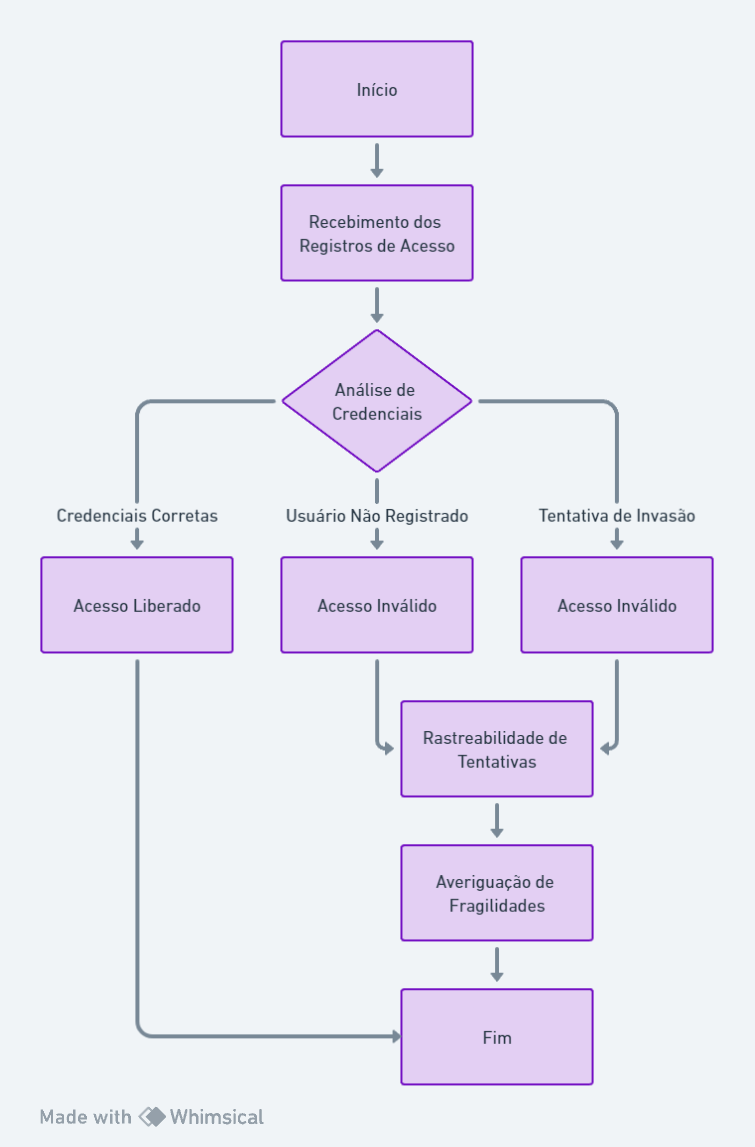 Início
Recebimento dos
Registros de Acesso
Análise de
Credenciais
Credenciais Corretas
Usuário Não Registrado
Tentativa de Invasão
Acesso Liberado
Acesso Inválido
Acesso Inválido
Rastreabilidade de
Tentativas
Averiguação de
Fragilidades
Fim
Made with Whimsical